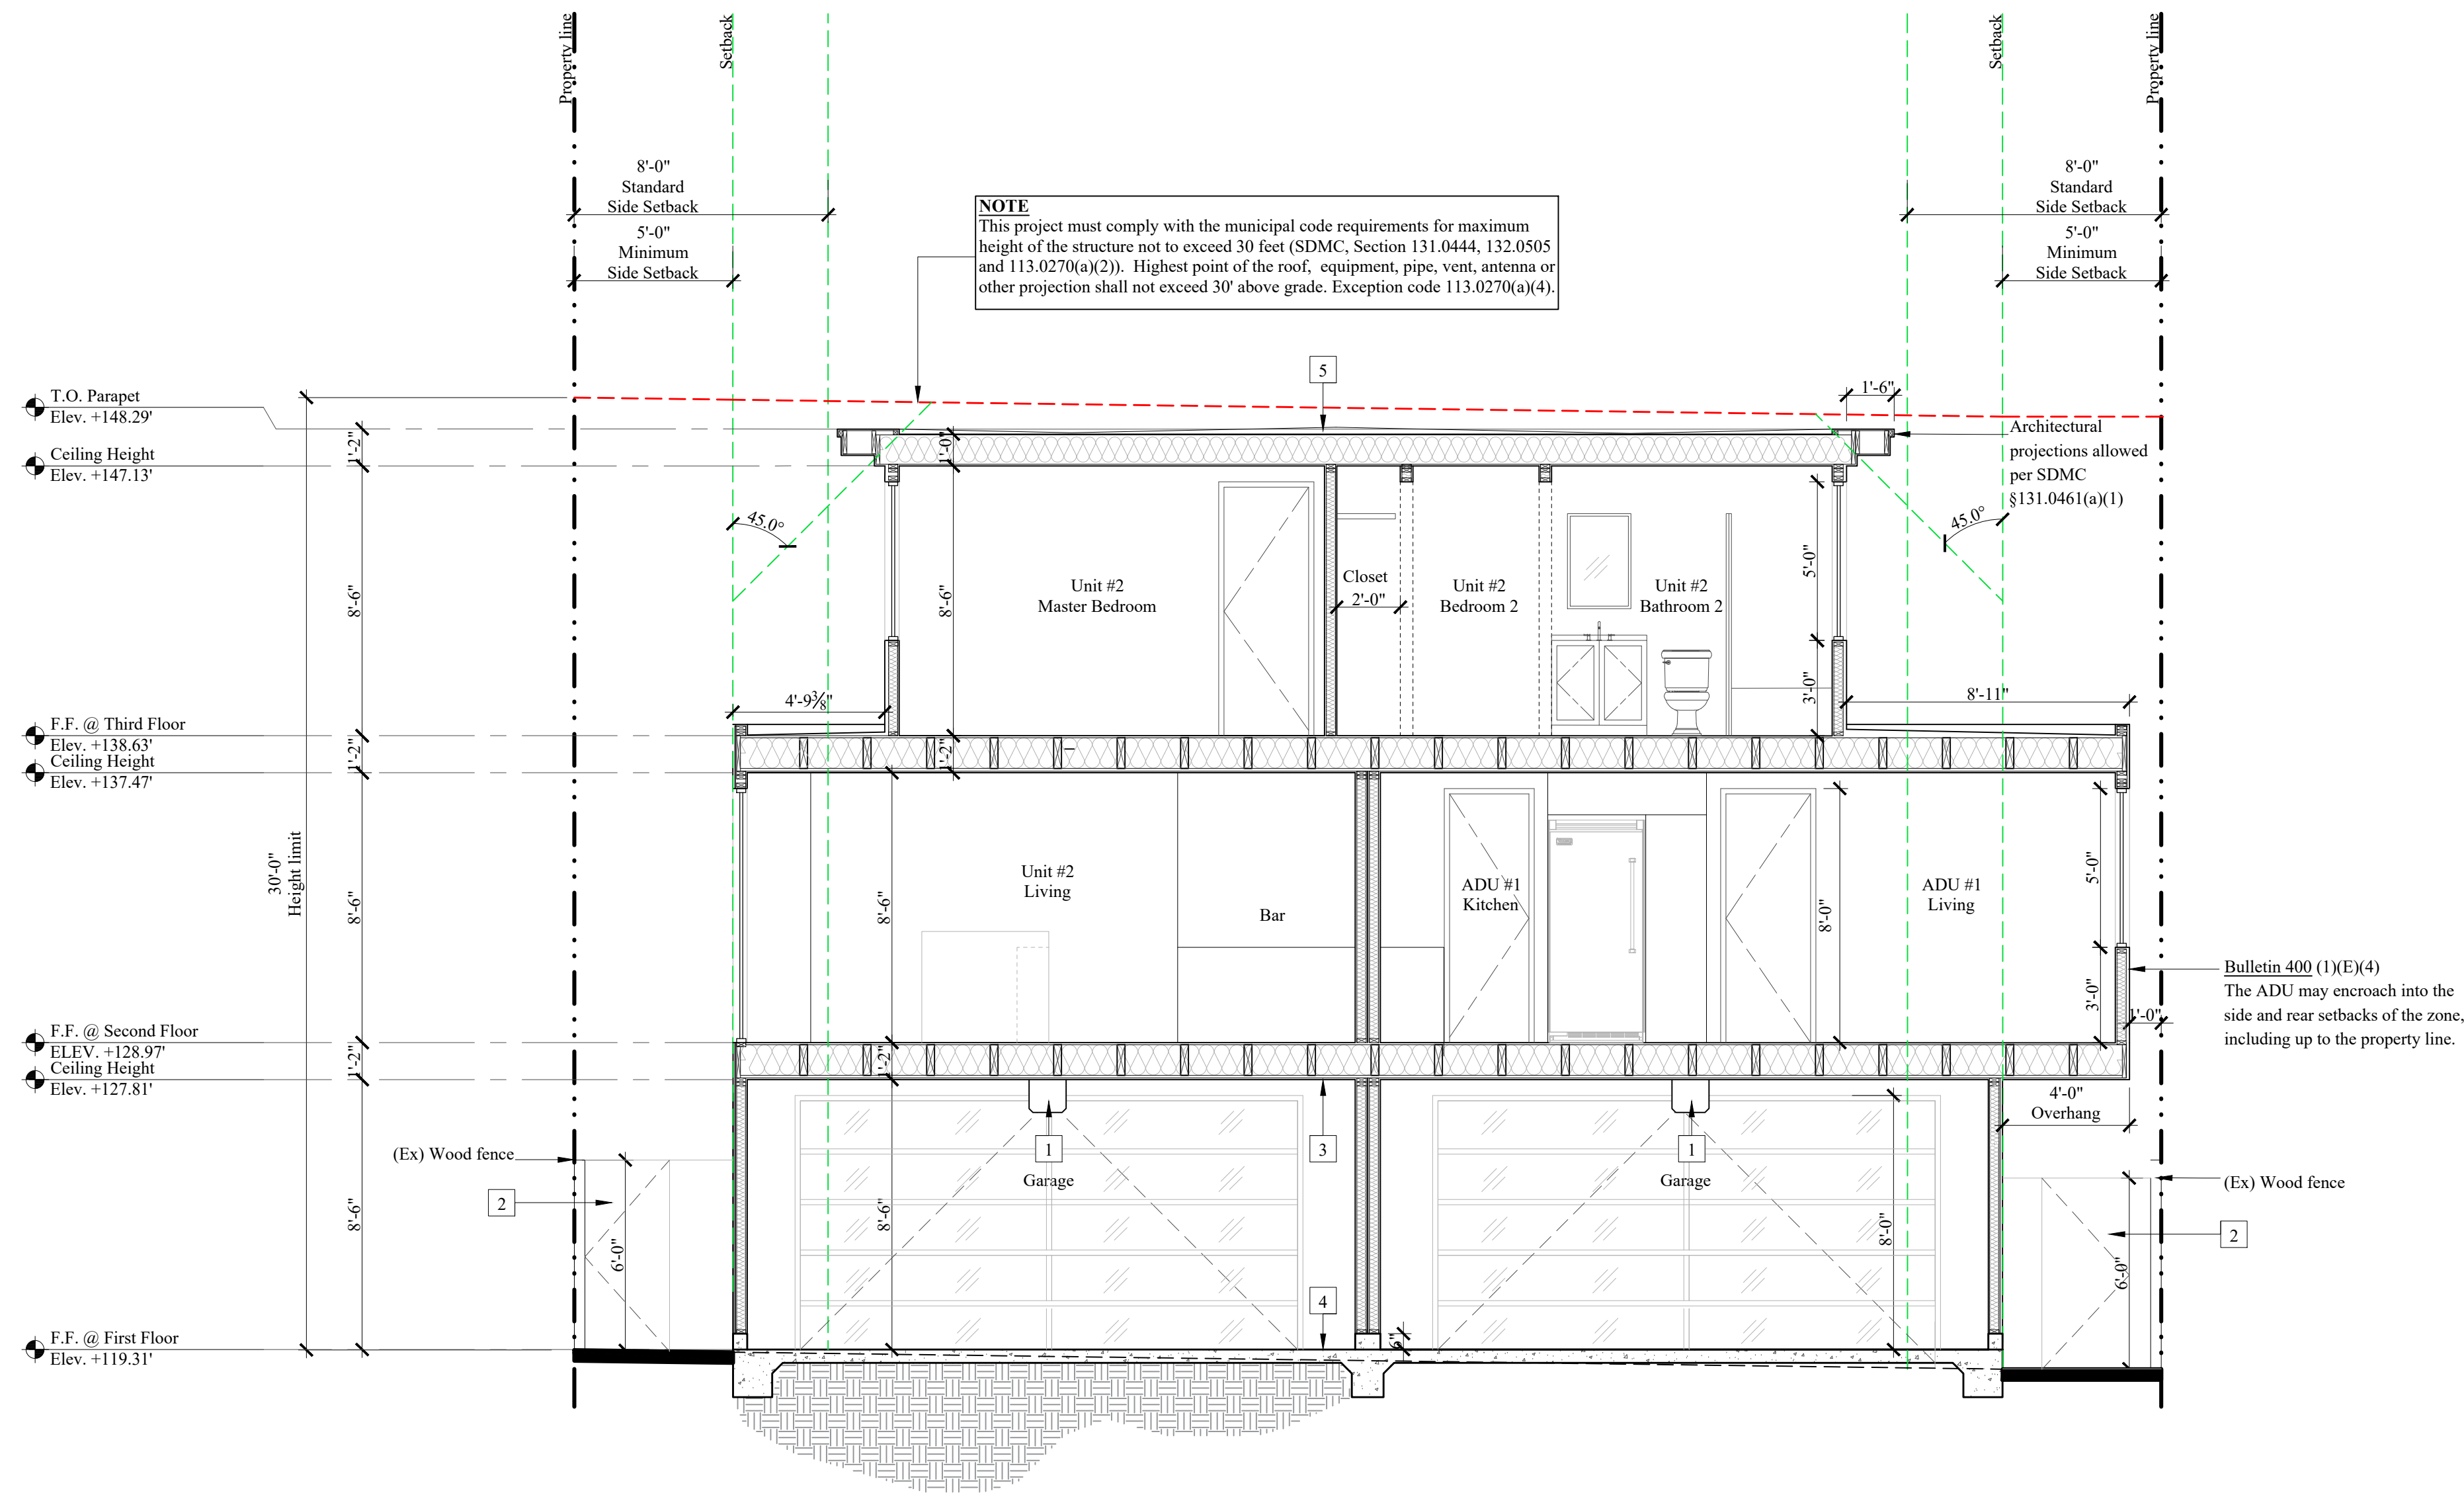 Property line
Setback
Setback
Property line
8'-0"
Standard
Side Setback
5'-0"
Minimum
Side Setback
8'-0"
Standard
Side Setback
5'-0"
Minimum
Side Setback
NOTE
This project must comply with the municipal code requirements for maximum
height of the structure not to exceed 30 feet (SDMC, Section 131.0444, 132.0505
and 113.0270(a)(2)). Highest point of the roof, equipment, pipe, vent, antenna or
other projection shall not exceed 30' above grade. Exception code 113.0270(a)(4).
5
1'-6"
T.O. Parapet
Elev. +148.29'
1'-2"
1'-0"
Ceiling Height
Elev. +147.13'
Architectural
projections allowed
per SDMC
§131.0461(a)(1)
45.0°
45.0°
8'-6"
8'-6"
Unit #2
Master Bedroom
Closet
2'-0"
Unit #2
Bedroom 2
Unit #2
Bathroom 2
5'-0"
3'-0"
4'-9⅜"
8'-11"
F.F. @ Third Floor
Elev. +138.63'
1'-2"
1'-2"
Ceiling Height
Elev. +137.47'
30'-0"
Height limit
8'-6"
8'-6"
Unit #2
Living
Bar
ADU #1
Kitchen
8'-0"
ADU #1
Living
5'-0"
3'-0"
1'-0"
Bulletin 400 (1)(E)(4)
The ADU may encroach into the
side and rear setbacks of the zone,
including up to the property line.
F.F. @ Second Floor
ELEV. +128.97'
1'-2"
1'-2"
Ceiling Height
Elev. +127.81'
4'-0"
Overhang
(Ex) Wood fence
2
6'-0"
8'-6"
8'-6"
1
Garage
3
1
Garage
8'-0"
(Ex) Wood fence
2
6'-0"
4
6"
F.F. @ First Floor
Elev. +119.31'